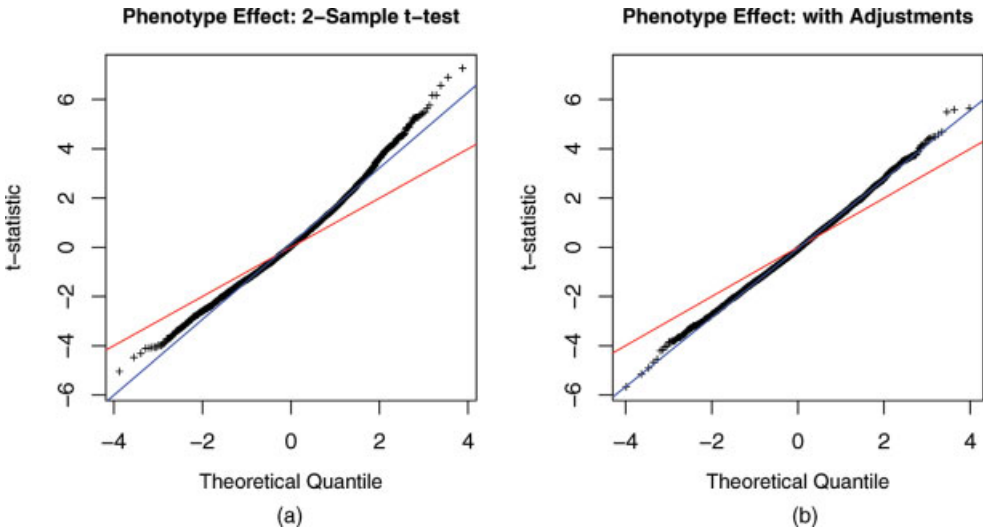 Phenotype Effect: 2−Sample t−test
t−statistic
6
4
2
0
−2
−4
−6
−4 −2 0 2 4
Theoretical Quantile
(a)
Phenotype Effect: with Adjustments
t−statistic
6
4
2
0
−2
−4
−6
−4 −2 0 2 4
Theoretical Quantile
(b)